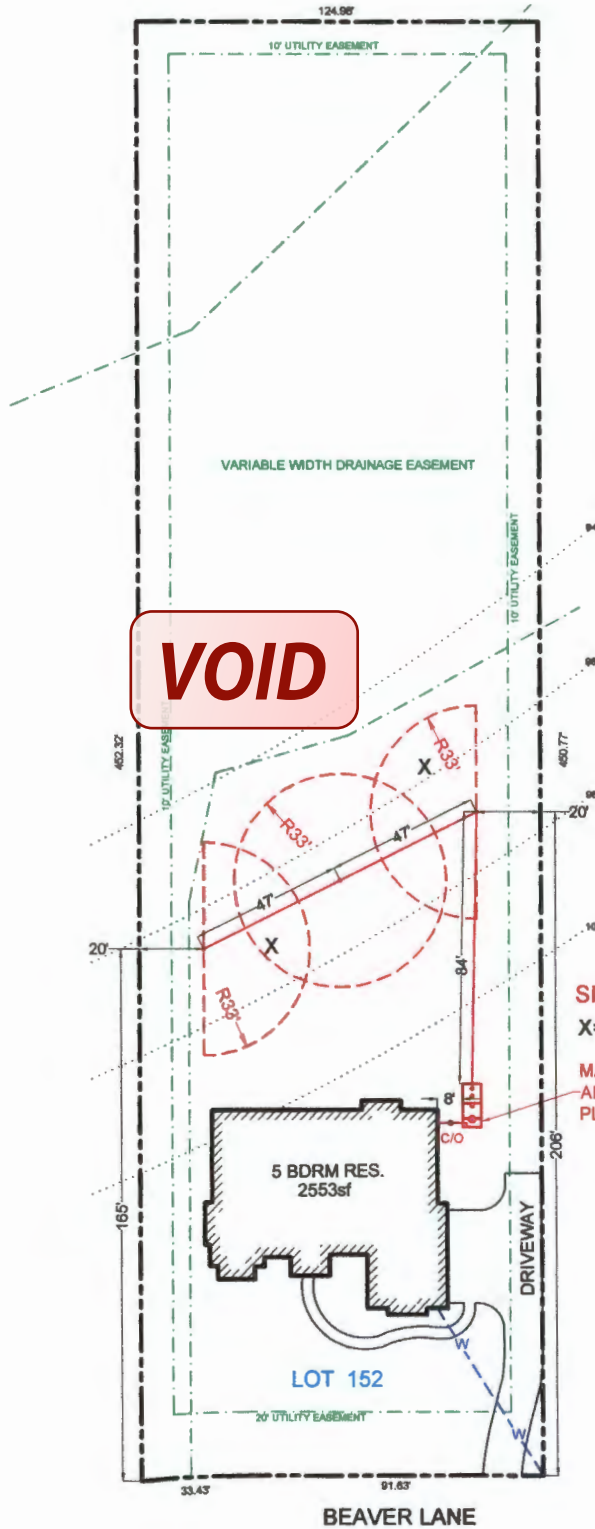 124.98'
10' UTILITY EASEMENT
VARIABLE WIDTH DRAINAGE EASEMENT
10' UTILITY EASEMENT
VOID
10' UTILITY EASEMENT
462.32'
460.77'
R33'
X
R33'
47'
47'
20'
20'
X
R33'
84'
X=
8'
C/O
206'
165'
5 BDRM RES.
2553sf
DRIVEWAY
LOT 152
W
W
20' UTILITY EASEMENT
33.43'
91.63'
BEAVER LANE